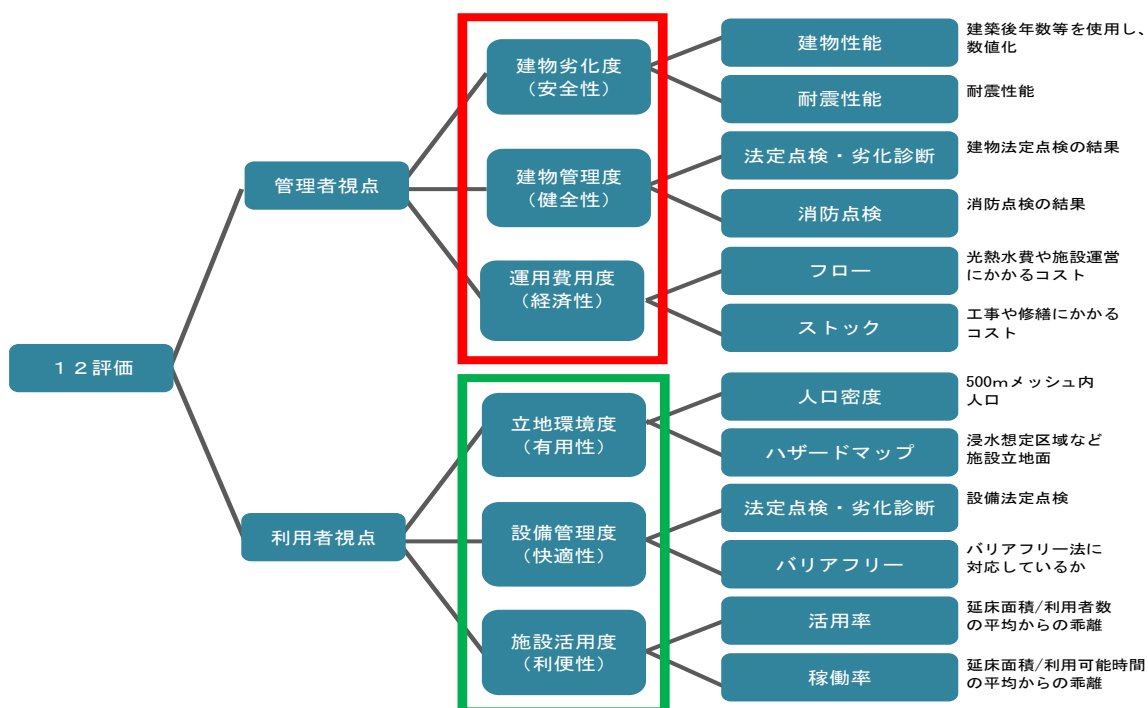 １２評価
管理者視点
建物劣化度
（安全性）
建物性能
建築後年数等を使用し、
数値化
耐震性能
耐震性能
建物管理度
（健全性）
法定点検・劣化診断
建物法定点検の結果
消防点検
消防点検の結果
運用費用度
（経済性）
フロー
光熱水費や施設運営
にかかるコスト
ストック
工事や修繕にかかる
コスト
利用者視点
立地環境度
（有用性）
人口密度
500ｍメッシュ内
人口
ハザードマップ
浸水想定区域など
施設立地面
設備管理度
（快適性）
法定点検・劣化診断
設備法定点検
バリアフリー
バリアフリー法に
対応しているか
施設活用度
（利便性）
活用率
延床面積/利用者数
の平均からの乖離
稼働率
延床面積/利用可能時間
の平均からの乖離